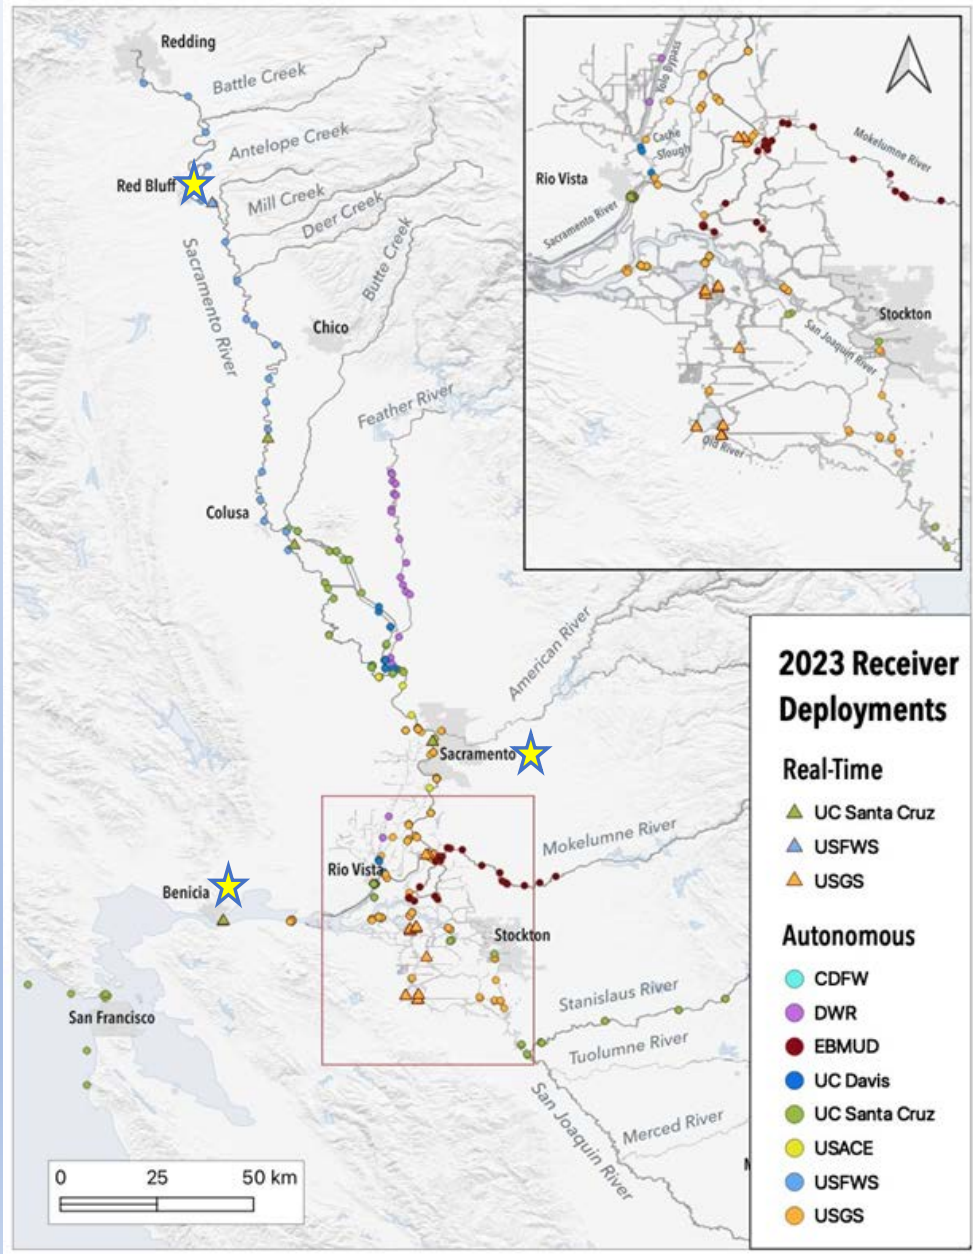 Redding
Battle Creek
Antelope Creek
Red Bluff
Mill Creek
Deer Creek
Butte Creek
Sacramento River
Chico
Feather River
Colusa
American River
Sacramento
Mokelumne River
Rio Vista
Benicia
Stockton
San Francisco
Stanislaus River
Tuolumne River
Merced River
San Joaquin River
0 25 50 km
Yolo Bypass
Cache
Slough
Mokelumne River
Rio Vista
Sacramento River
Stockton
San Joaquin River
Old River
2023 Receiver
Deployments
Real-Time
UC Santa Cruz
USFWS
USGS
Autonomous
CDFW
DWR
EBMUD
UC Davis
UC Santa Cruz
USACE
USFWS
USGS